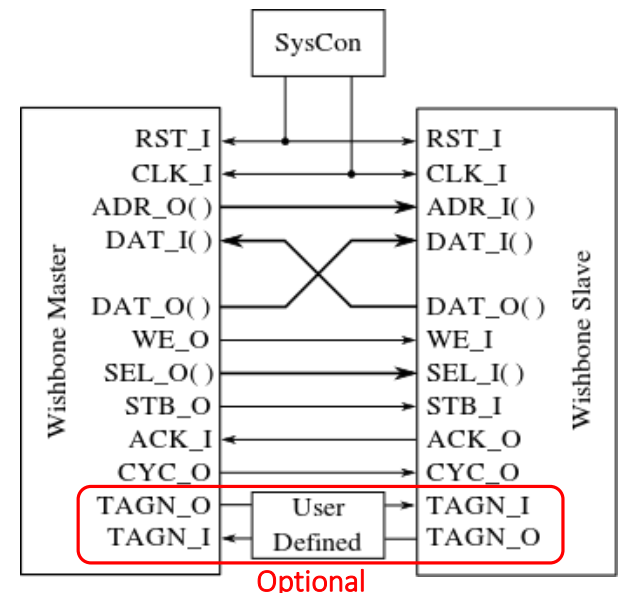 SysCon
RST_I RST_I
CLK_I CLK_I
ADR_O( ) ADR_I( )
DAT_I( ) DAT_I( )
DAT_O( ) DAT_O( )
WE_O WE_I
SEL_O( ) SEL_I( )
STB_O STB_I
ACK_I ACK_O
CYC_O CYC_O
TAGN_O User TAGN_I
TAGN_I Defined TAGN_O
Optional
Wishbone Master
Wishbone Slave